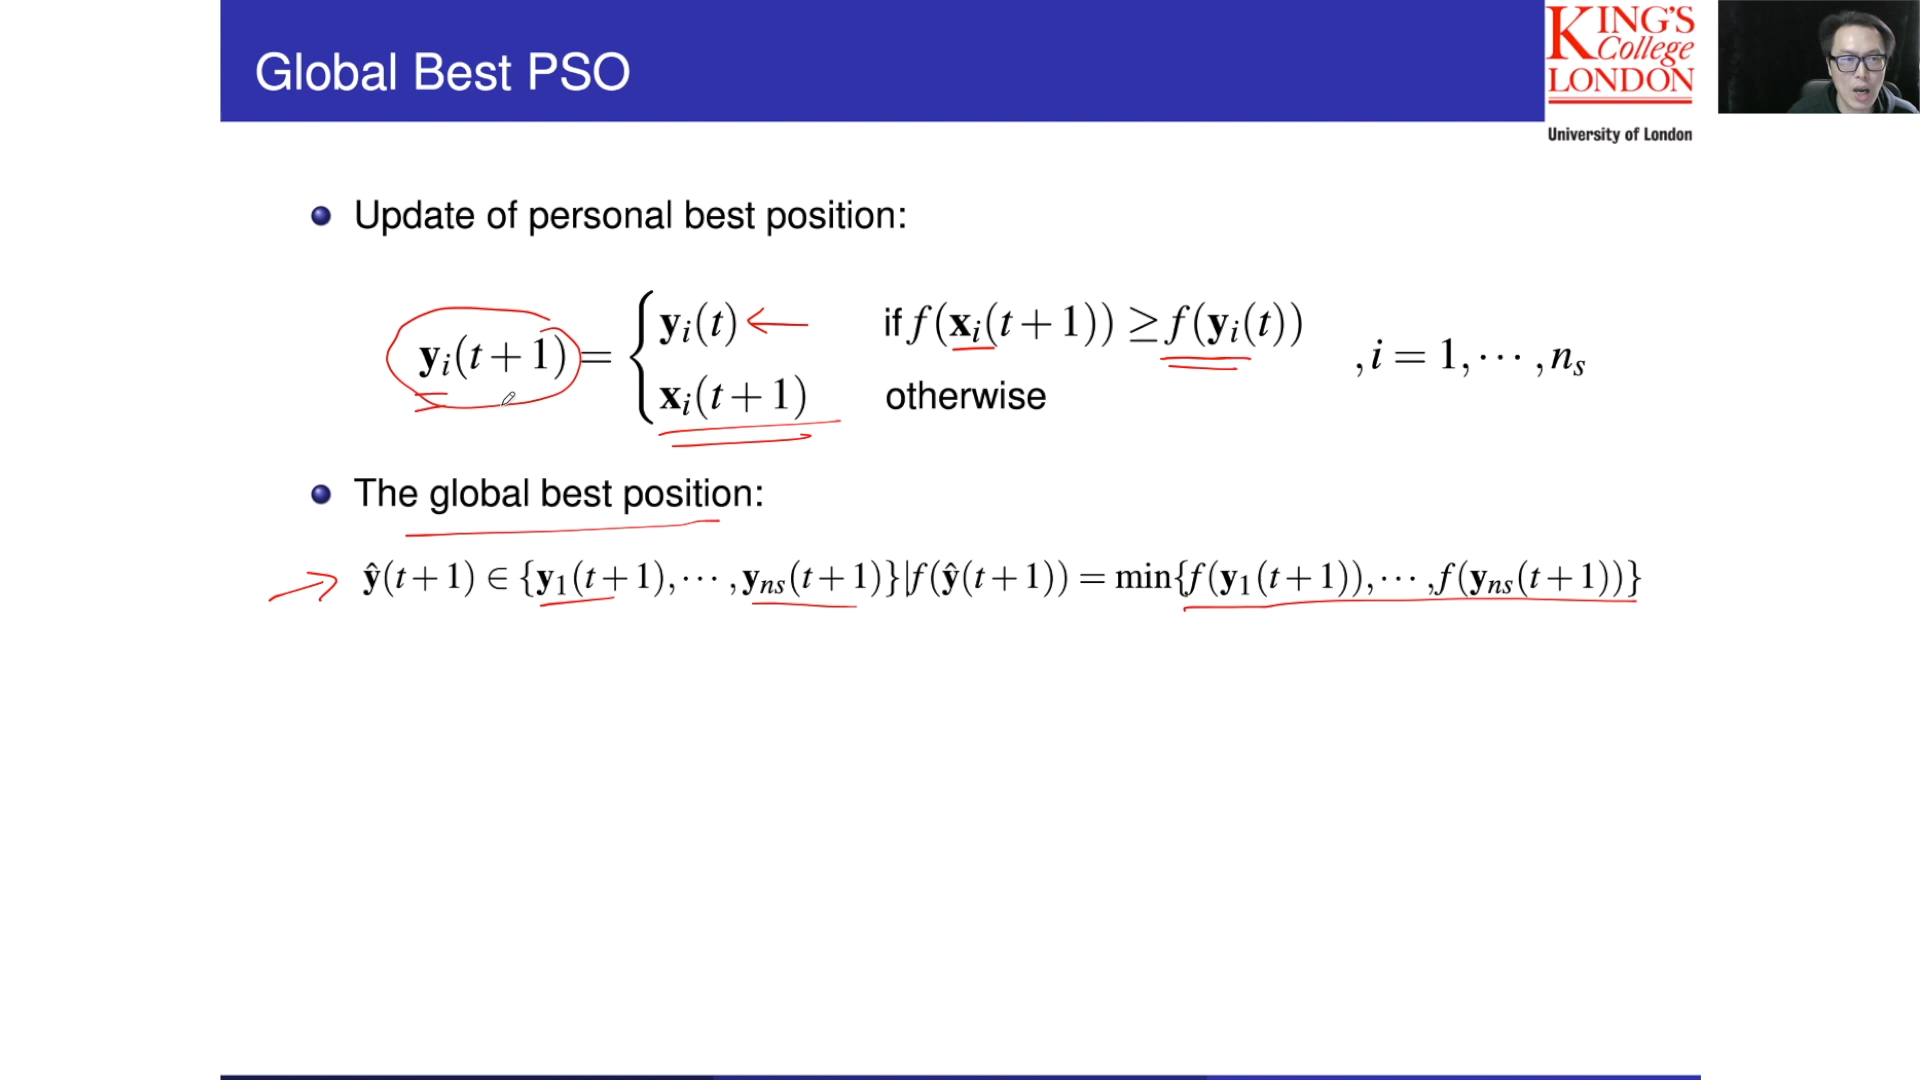 Global Best PSO
KING'S
College
LONDON
University of London
Update of personal best position:
yᵢ(t+1) = { yᵢ(t) if f(xᵢ(t+1)) ≥ f(yᵢ(t))
xᵢ(t+1) otherwise
, i = 1, ⋯ , nₛ
The global best position:
ŷ(t+1) ∈ {y₁(t+1), ⋯ , yₙₛ(t+1)}|f(ŷ(t+1)) = min{f(y₁(t+1)), ⋯ , f(yₙₛ(t+1))}